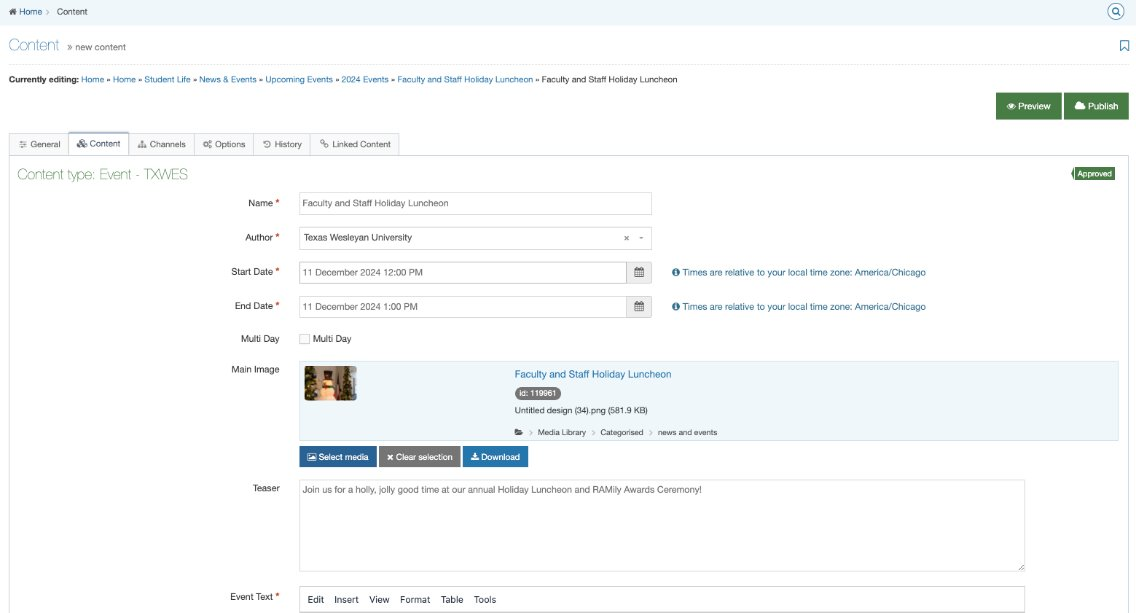 Home > Content
Content » new content
Currently editing: Home » Home » Student Life » News & Events » Upcoming Events » 2024 Events » Faculty and Staff Holiday Luncheon » Faculty and Staff Holiday Luncheon
Preview Publish
General Content Channels Options History Linked Content
Content type: Event - TXWES Approved
Name * Faculty and Staff Holiday Luncheon
Author * Texas Wesleyan University
Start Date * 11 December 2024 12:00 PM Times are relative to your local time zone: America/Chicago
End Date * 11 December 2024 1:00 PM Times are relative to your local time zone: America/Chicago
Multi Day Multi Day
Main Image Faculty and Staff Holiday Luncheon
id: 119961
Untitled design (34).png (581.9 KB)
> Media Library > Categorised > news and events
Select media × Clear selection Download
Teaser Join us for a holly, jolly good time at our annual Holiday Luncheon and RAMily Awards Ceremony!
Event Text * Edit Insert View Format Table Tools